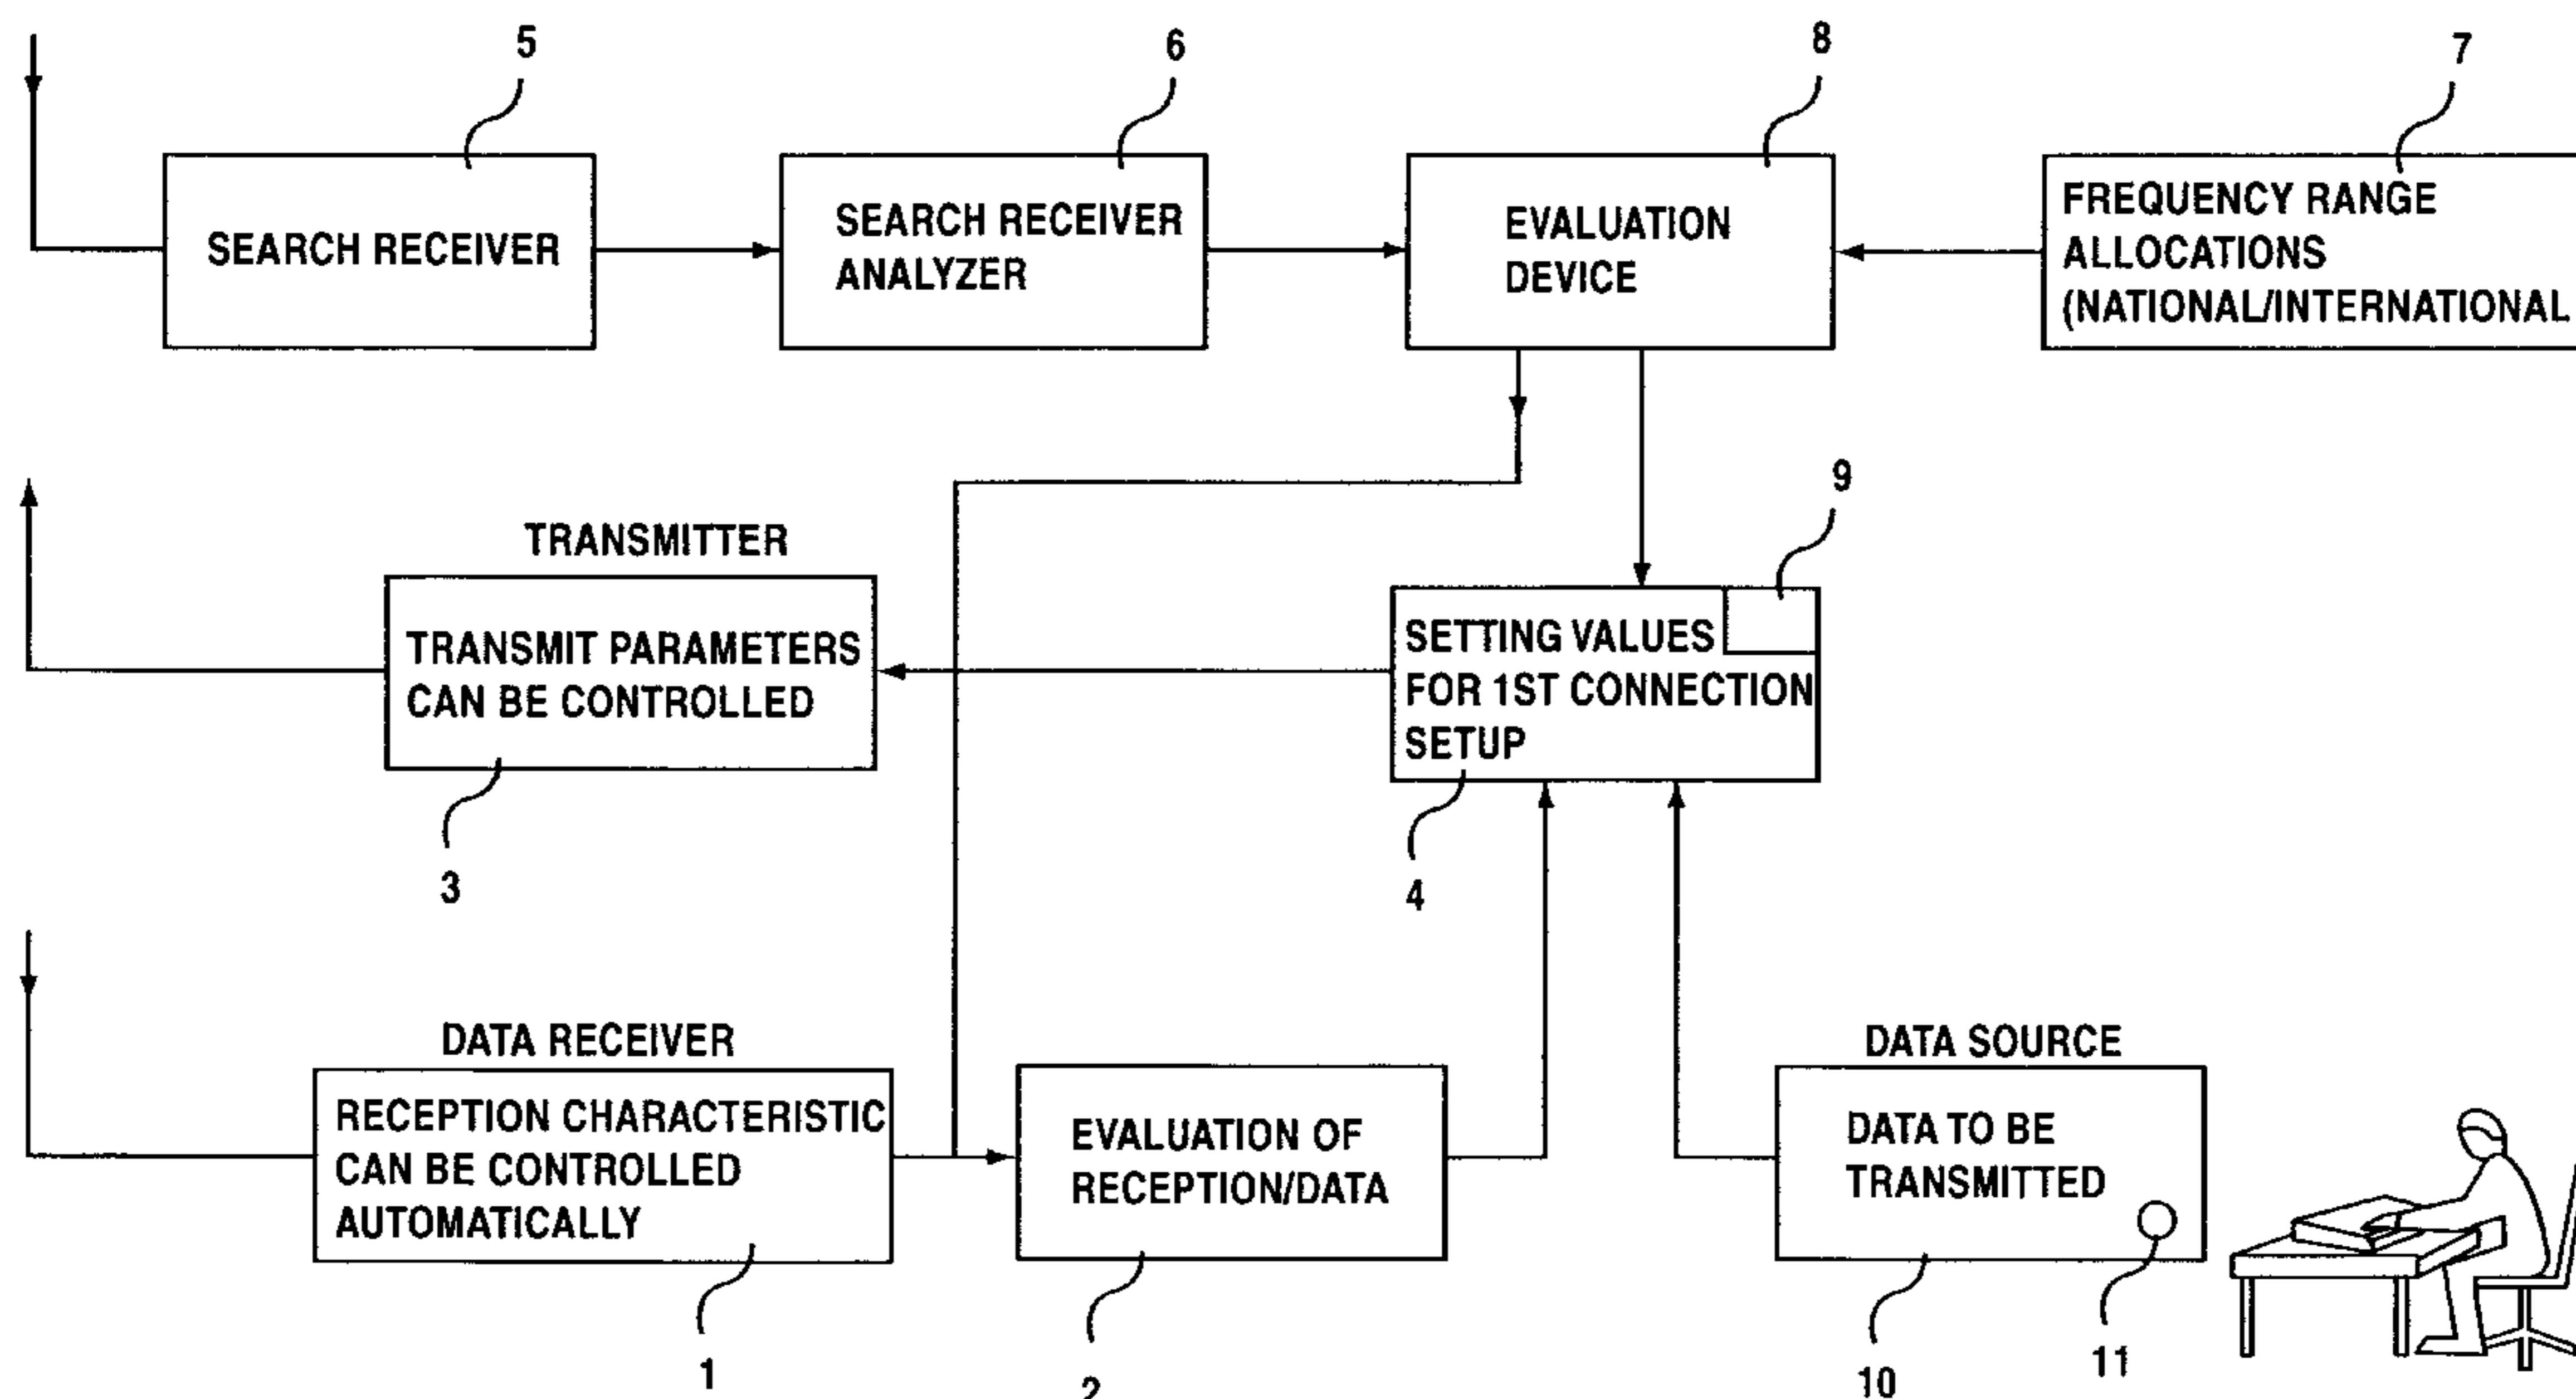 5
6
8
7
SEARCH RECEIVER
SEARCH RECEIVER
ANALYZER
EVALUATION
DEVICE
FREQUENCY RANGE
ALLOCATIONS
(NATIONAL/INTERNATIONAL
9
TRANSMITTER
TRANSMIT PARAMETERS
CAN BE CONTROLLED
SETTING VALUES
FOR 1ST CONNECTION
SETUP
3
4
DATA RECEIVER
RECEPTION CHARACTERISTIC
CAN BE CONTROLLED
AUTOMATICALLY
EVALUATION OF
RECEPTION/DATA
DATA SOURCE
DATA TO BE
TRANSMITTED
1
2
10
11